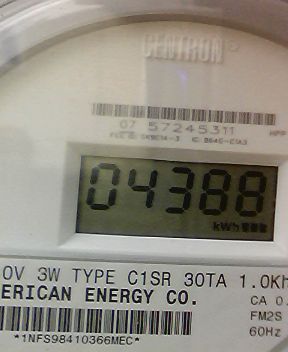 CENTRON
07 57245311
04388
kWh
0V 3W TYPE C1SR 30TA 1.0Kh
ERICAN ENERGY CO.
CA 0.
FM2S
60Hz
*1NFS98410366MEC*